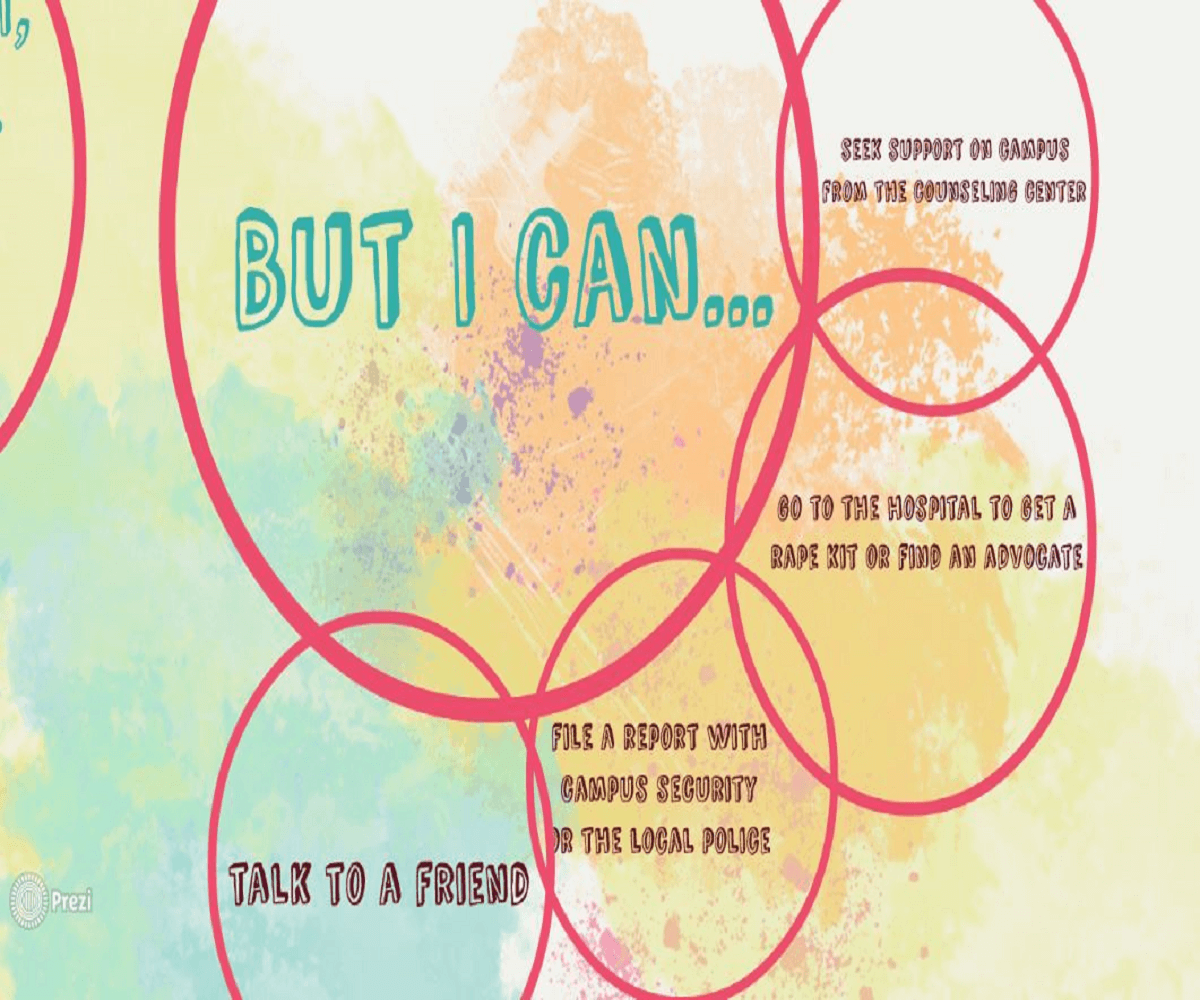 BUT I CAN...
SEEK SUPPORT ON CAMPUS
FROM THE COUNSELING CENTER
GO TO THE HOSPITAL TO GET A
RAPE KIT OR FIND AN ADVOCATE
FILE A REPORT WITH
CAMPUS SECURITY
OR THE LOCAL POLICE
TALK TO A FRIEND
Prezi